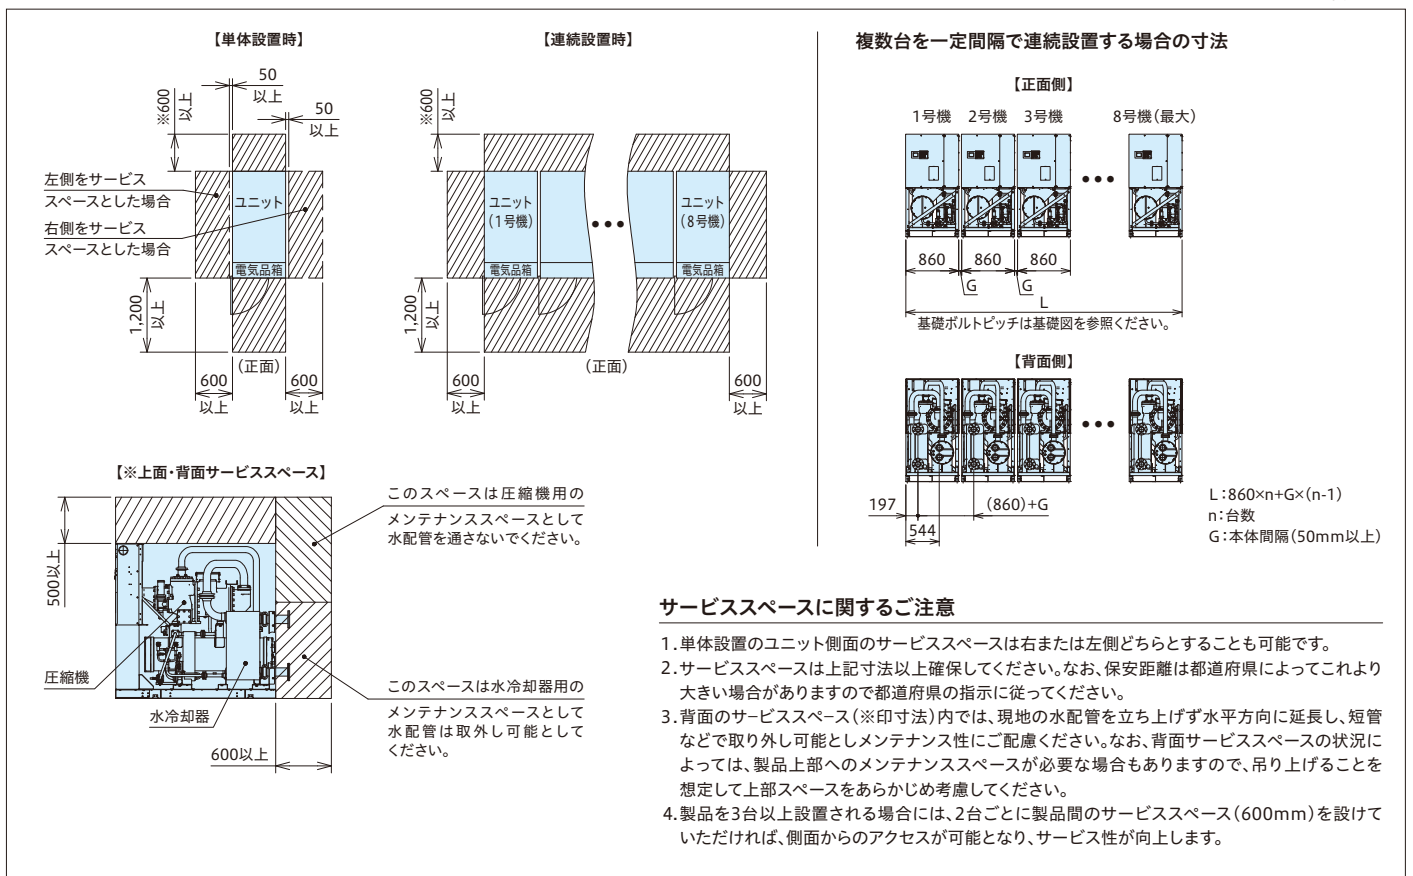 【単体設置時】
50
以上
50
以上
※600
以上
左側をサービス
スペースとした場合
右側をサービス
スペースとした場合
ユニット
電気品箱
1,200
以上
(正面)
600
以上
600
以上
【連続設置時】
※600
以上
ユニット
(1号機)
•••
ユニット
(8号機)
電気品箱
電気品箱
1,200
以上
(正面)
600
以上
600
以上
複数台を一定間隔で連続設置する場合の寸法
【正面側】
1号機 2号機 3号機 8号機(最大)
•••
860 860 860
G G
L
基礎ボルトピッチは基礎図を参照ください。
【背面側】
•••
197 (860)+G
544
L:860×n+G×(n-1)
n:台数
G:本体間隔(50mm以上)
【※上面・背面サービススペース】
このスペースは圧縮機用の
メンテナンススペースとして
水配管を通さないでください。
500以上
圧縮機
水冷却器
600以上
このスペースは水冷却器用の
メンテナンススペースとして
水配管は取外し可能として
ください。
サービススペースに関するご注意
1.単体設置のユニット側面のサービススペースは右または左側どちらとすることも可能です。
2.サービススペースは上記寸法以上確保してください。なお、保安距離は都道府県によってこれより
大きい場合がありますので都道府県の指示に従ってください。
3.背面のサービススペース(※印寸法)内では、現地の水配管を立ち上げず水平方向に延長し、短管
などで取り外し可能としメンテナンス性にご配慮ください。なお、背面サービススペースの状況に
よっては、製品上部へのメンテナンススペースが必要な場合もありますので、吊り上げることを
想定して上部スペースをあらかじめ考慮してください。
4.製品を3台以上設置される場合には、2台ごとに製品間のサービススペース(600mm)を設けて
いただければ、側面からのアクセスが可能となり、サービス性が向上します。